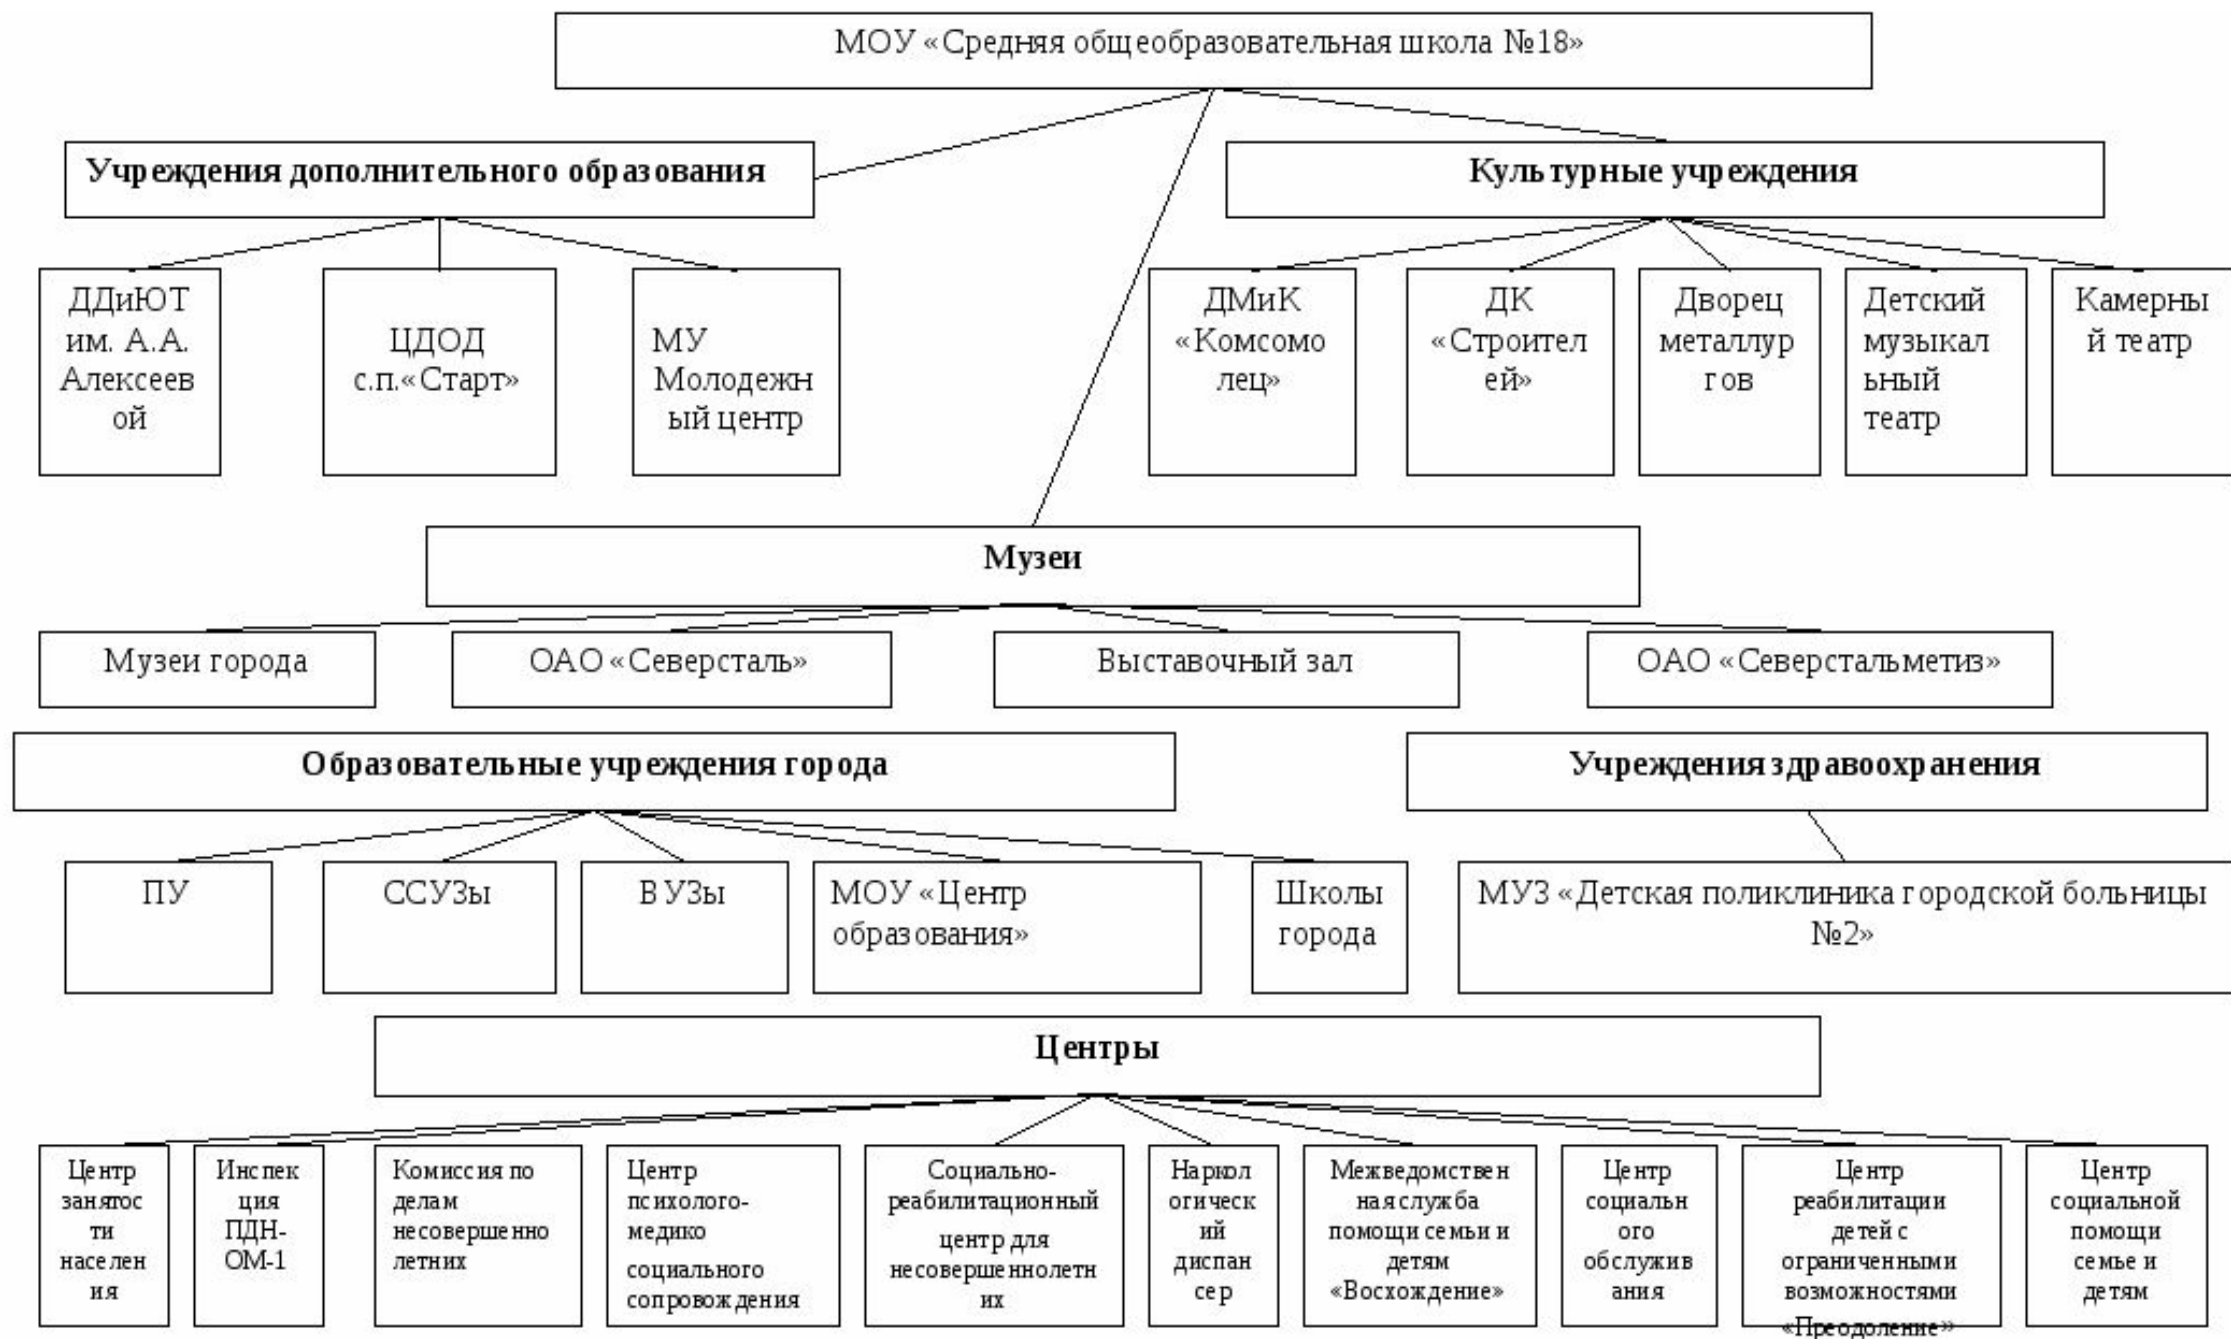 МОУ «Средняя общеобразовательная школа №18»
Учреждения дополнительного образования
Культурные учреждения
ДДиЮТ
им. А.А.
Алексеев
ой
ЦДОД
с.п.«Старт»
МУ
Молодежн
ый центр
ДМиК
«Комсомо
лец»
ДК
«Строител
ей»
Дворец
металлур
гов
Детский
музыкал
ьный
театр
Камерны
й театр
Музеи
Музеи города
ОАО «Северсталь»
Выставочный зал
ОАО «Северстальметиз»
Образовательные учреждения города
Учреждения здравоохранения
ПУ
ССУЗы
ВУЗы
МОУ «Центр
образования»
Школы
города
МУЗ «Детская поликлиника городской больницы
№2»
Центры
Центр
занятос
ти
населен
ия
Инспек
ция
ПДН-
ОМ-1
Комиссия по
делам
несовершенно
летних
Центр
психолого-
медико
социального
сопровождения
Социально-
реабилитационный
центр для
несовершеннолетн
их
Наркол
огическ
ий
диспан
сер
Межведомствен
ная служба
помощи семьи и
детям
«Восхождение»
Центр
социальн
ого
обслужив
ания
Центр
реабилитации
детей с
ограниченными
возможностями
«Преодоление»
Центр
социальной
помощи
семье и
детям